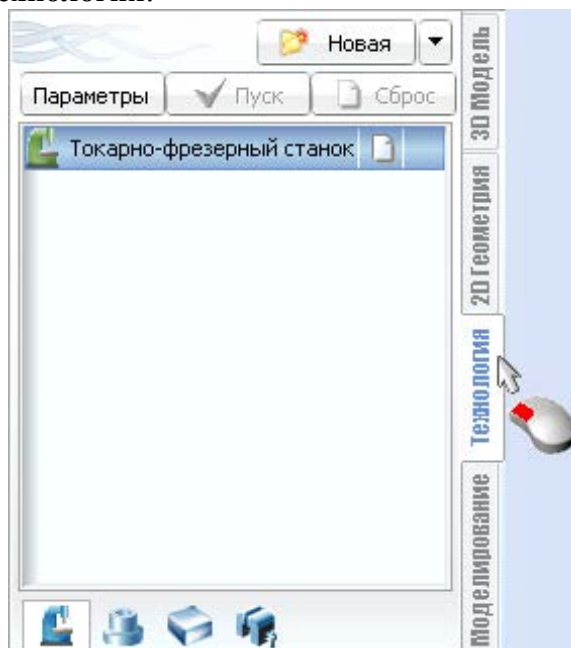 Новая
Параметры Пуск Сброс
Токарно-фрезерный станок
3D Модель
2D Геометрия
Технология
Моделирование